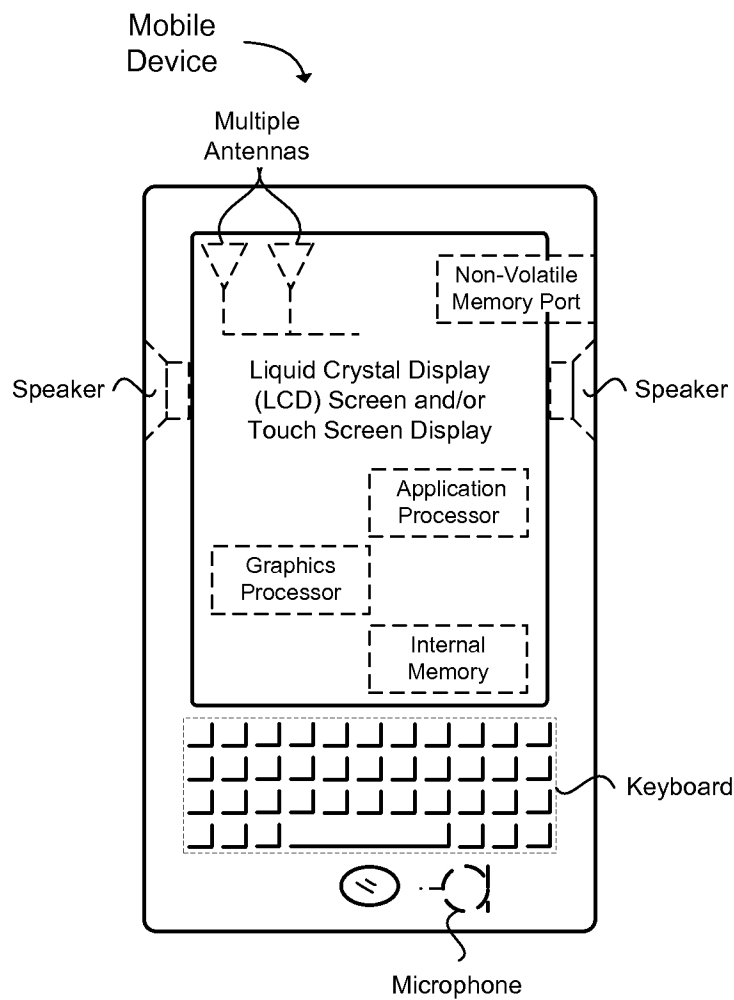 Mobile
Device
Multiple
Antennas
Non-Volatile
Memory Port
Speaker
Liquid Crystal Display
(LCD) Screen and/or
Touch Screen Display
Speaker
Application
Processor
Graphics
Processor
Internal
Memory
Keyboard
Microphone